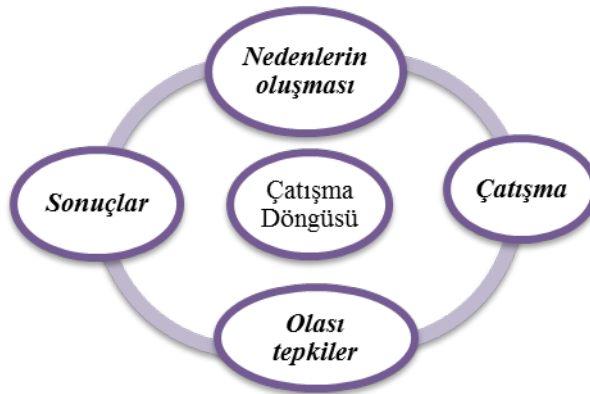 Nedenlerin
oluşması
Sonuçlar
Çatışma
Döngüsü
Çatışma
Olası
tepkiler